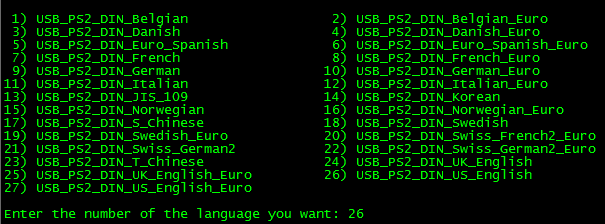 1) USB_PS2_DIN_Belgian 2) USB_PS2_DIN_Belgian_Euro
3) USB_PS2_DIN_Danish 4) USB_PS2_DIN_Danish_Euro
5) USB_PS2_DIN_Euro_Spanish 6) USB_PS2_DIN_Euro_Spanish_Euro
7) USB_PS2_DIN_French 8) USB_PS2_DIN_French_Euro
9) USB_PS2_DIN_German 10) USB_PS2_DIN_German_Euro
11) USB_PS2_DIN_Italian 12) USB_PS2_DIN_Italian_Euro
13) USB_PS2_DIN_JIS_109 14) USB_PS2_DIN_Korean
15) USB_PS2_DIN_Norwegian 16) USB_PS2_DIN_Norwegian_Euro
17) USB_PS2_DIN_S_Chinese 18) USB_PS2_DIN_Swedish
19) USB_PS2_DIN_Swedish_Euro 20) USB_PS2_DIN_Swiss_French2_Euro
21) USB_PS2_DIN_Swiss_German2 22) USB_PS2_DIN_Swiss_German2_Euro
23) USB_PS2_DIN_T_Chinese 24) USB_PS2_DIN_UK_English
25) USB_PS2_DIN_UK_English_Euro 26) USB_PS2_DIN_US_English
27) USB_PS2_DIN_US_English_Euro
Enter the number of the language you want: 26